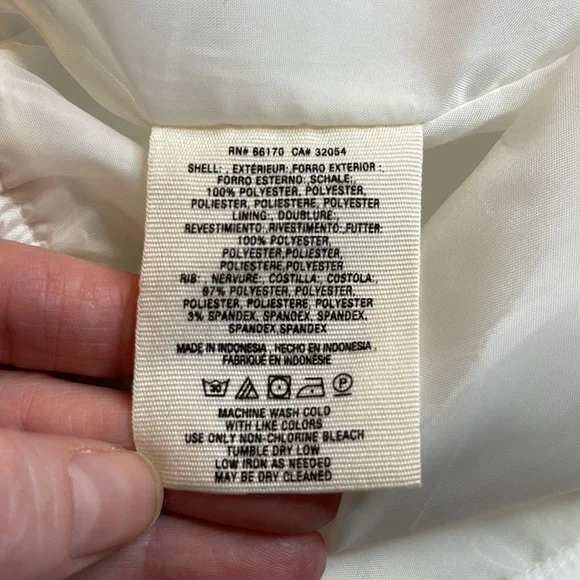 RN# 66170 CA# 32054
SHELL:, EXTÉRIEUR:,FORRO EXTERIOR:,
FORRO ESTERNO:,SCHALE:,
100% POLYESTER, POLYESTER,
POLIESTER, POLIESTERE, POLYESTER
LINING:, DOUBLURE:,
REVESTIMIENTO:,RIVESTIMENTO:,FUTTER:
100% POLYESTER,
POLYESTER,POLIESTER,
POLIESTERE,POLYESTER
RIB:, NERVURE:, COSTILLA:, COSTOLA:,
97% POLYESTER, POLYESTER,
POLIESTER, POLIESTERE, POLYESTER
3% SPANDEX, SPANDEX, SPANDEX,
SPANDEX,SPANDEX
MADE IN INDONESIA, HECHO EN INDONESIA,
FABRIQUÉ EN INDONÉSIE
MACHINE WASH COLD
WITH LIKE COLORS
USE ONLY NON-CHLORINE BLEACH
TUMBLE DRY LOW
LOW IRON AS NEEDED
MAY BE DRY CLEANED